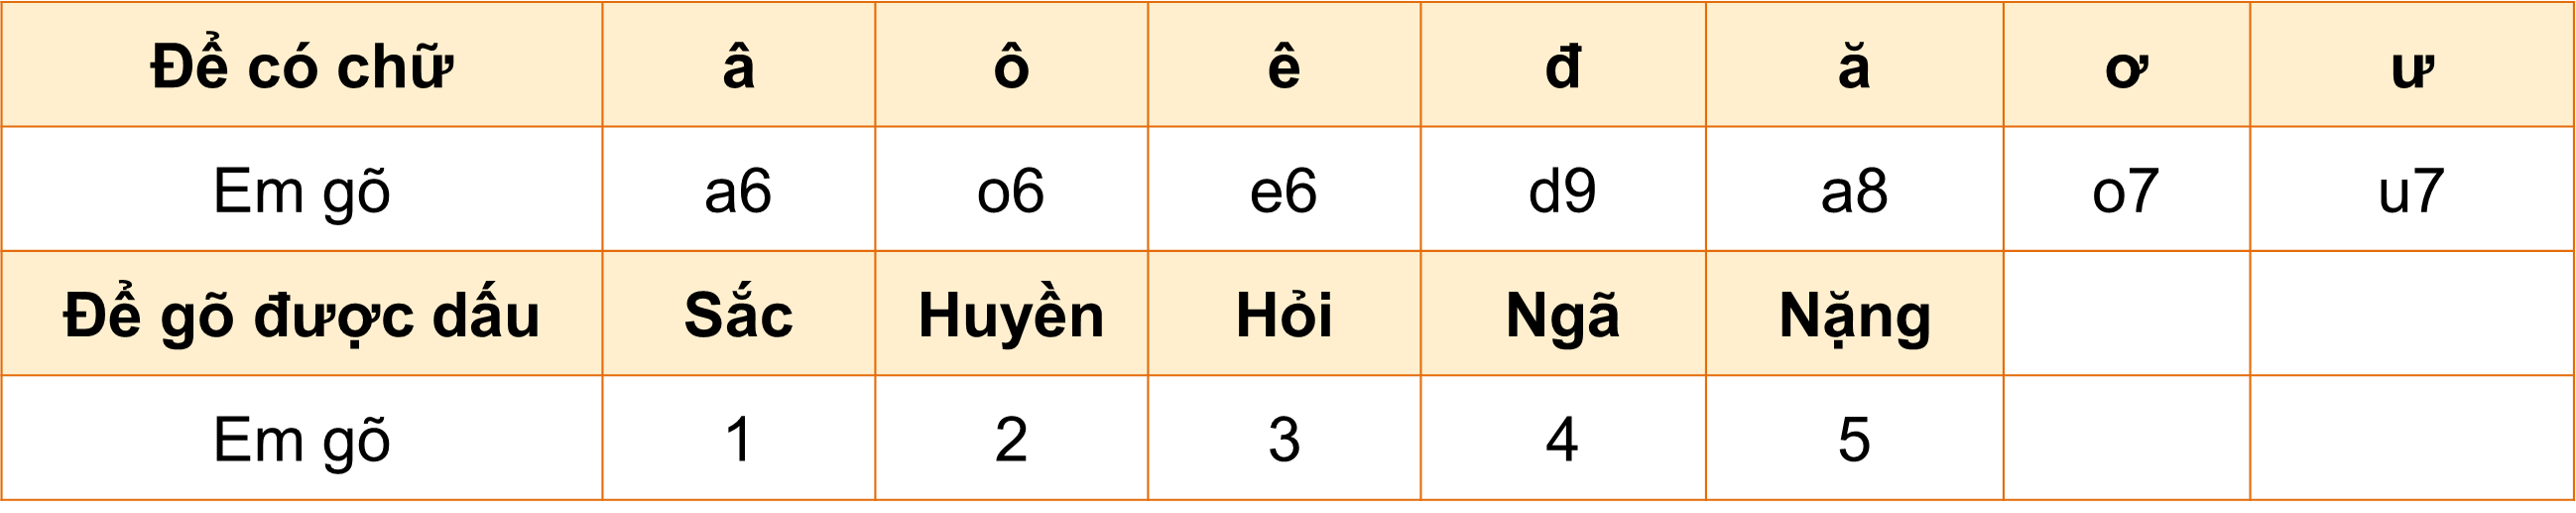 Để có chữ â ô ê đ ă ơ ư
Em gõ a6 o6 e6 d9 a8 o7 u7
Để gõ được dấu Sắc Huyền Hỏi Ngã Nặng
Em gõ 1 2 3 4 5